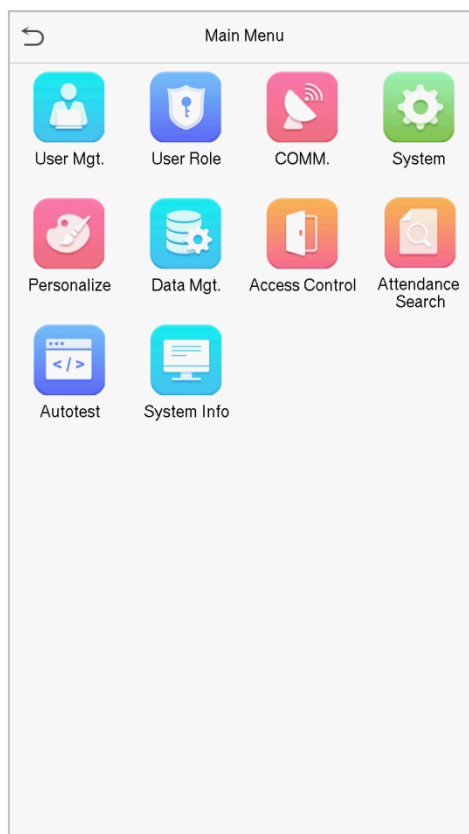 Main Menu
User Mgt.
User Role
COMM.
System
Personalize
Data Mgt.
Access Control
Attendance
Search
</>
Autotest
System Info